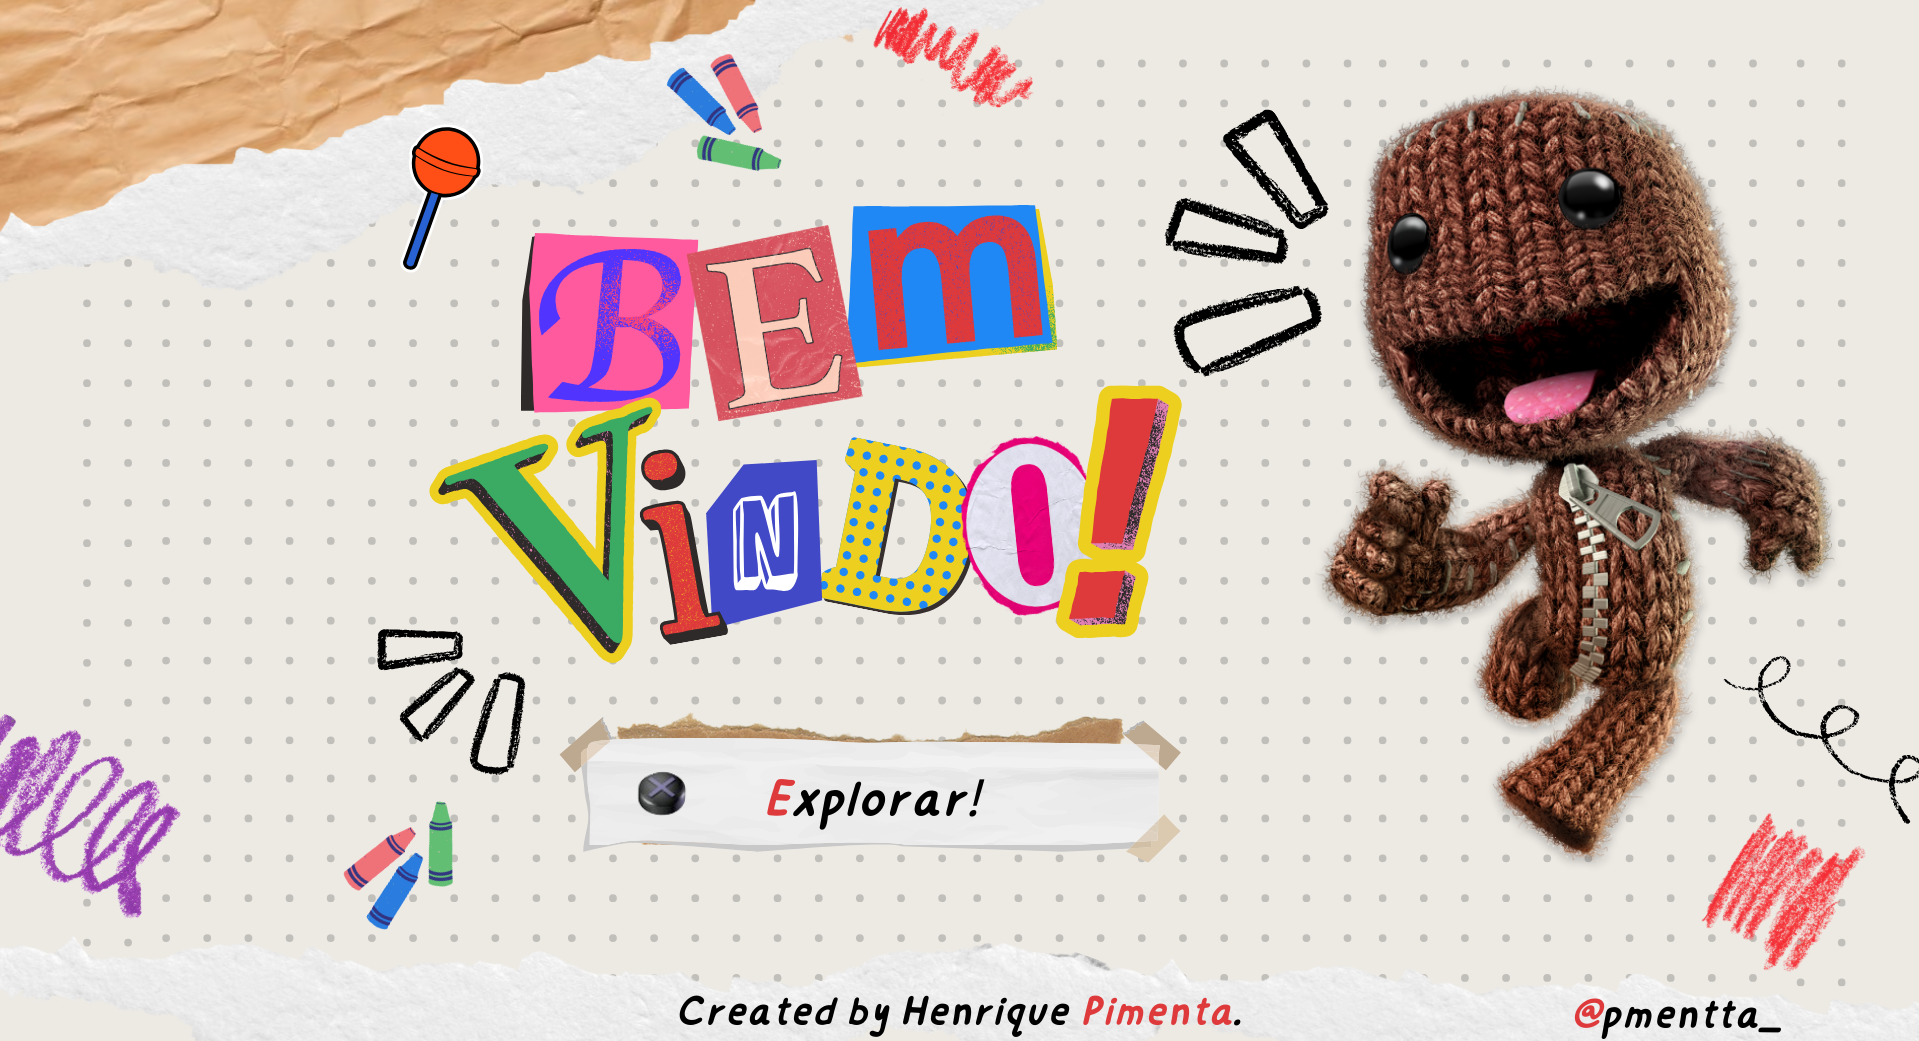 BEm
ViNDO!
Explorar!
Created by Henrique Pimenta.
@pmentta_